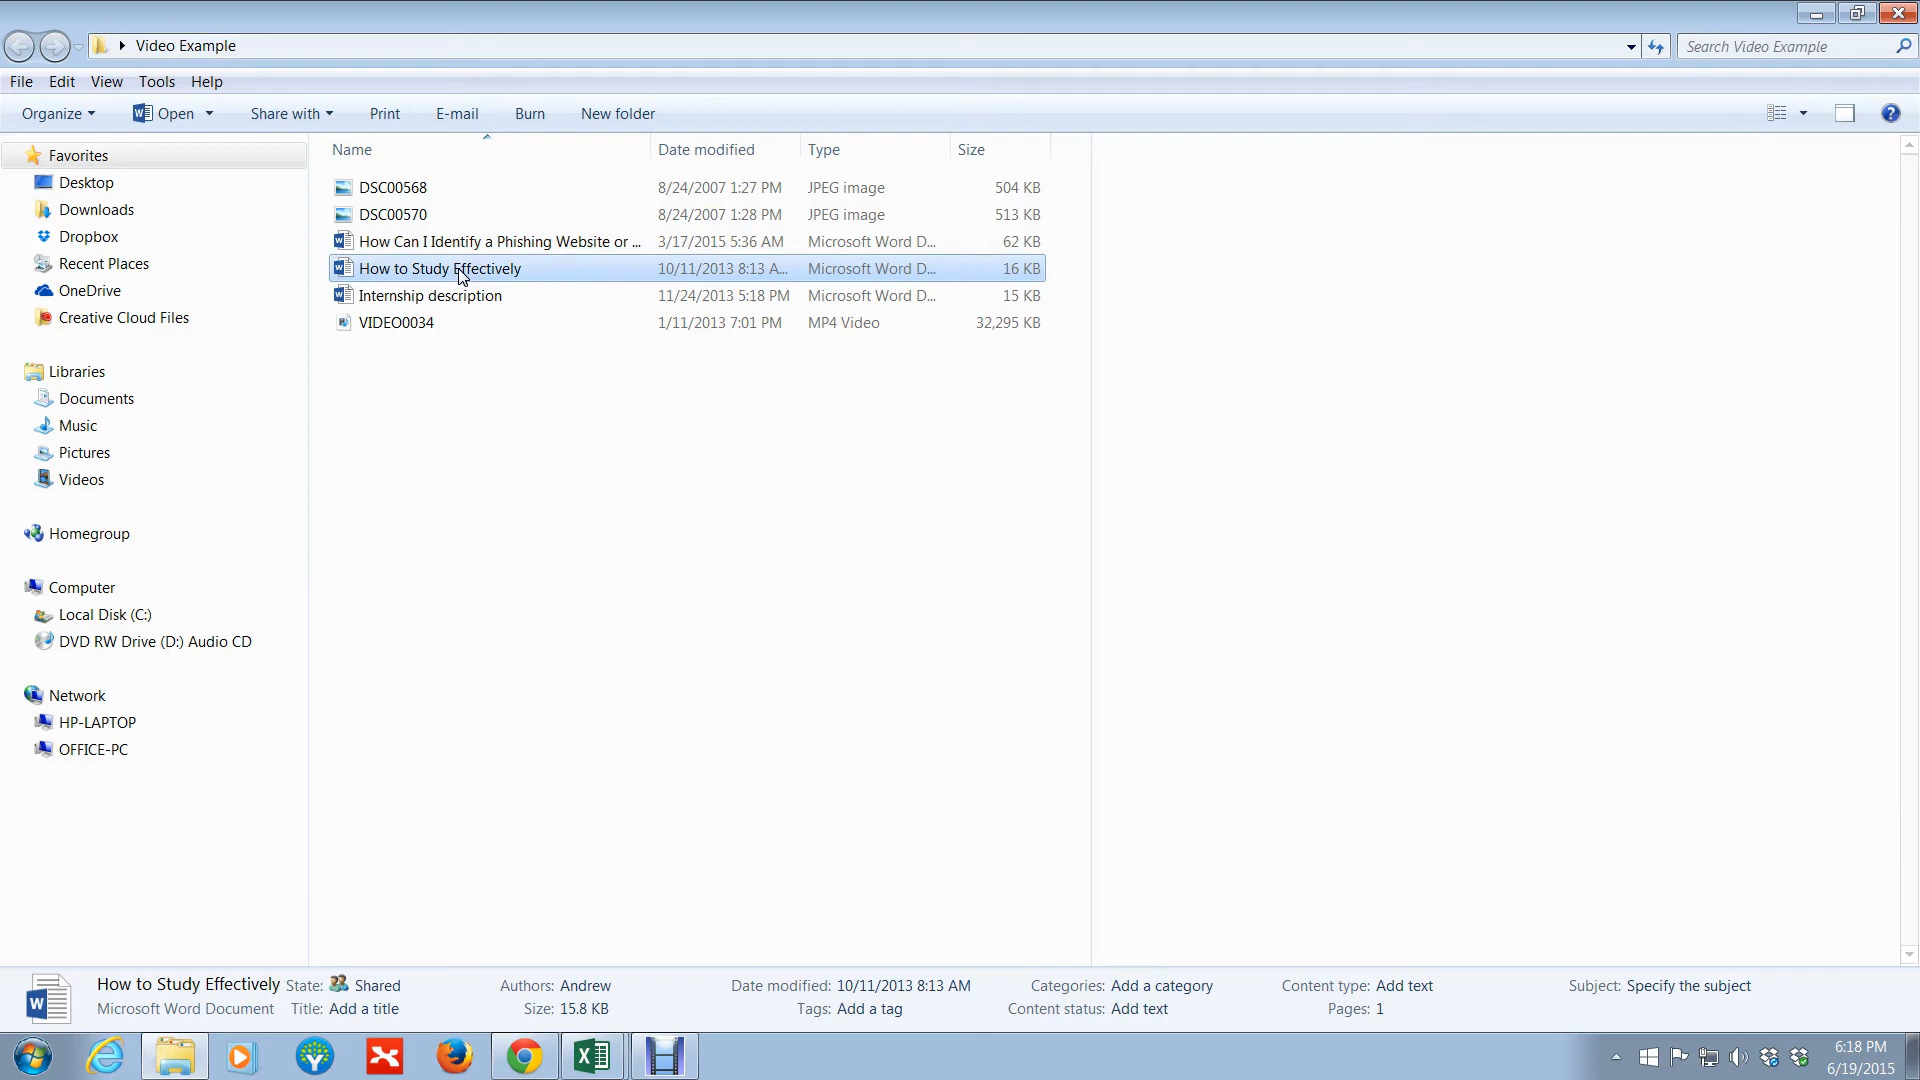 Video Example
Search Video Example
File Edit View Tools Help
Organize Open Share with Print E-mail Burn New folder
Favorites
Desktop
Downloads
Dropbox
Recent Places
OneDrive
Creative Cloud Files
Libraries
Documents
Music
Pictures
Videos
Homegroup
Computer
Local Disk (C:)
DVD RW Drive (D:) Audio CD
Network
HP-LAPTOP
OFFICE-PC
Name Date modified Type Size
DSC00568 8/24/2007 1:27 PM JPEG image 504 KB
DSC00570 8/24/2007 1:28 PM JPEG image 513 KB
How Can I Identify a Phishing Website or ... 3/17/2015 5:36 AM Microsoft Word D... 62 KB
How to Study Effectively 10/11/2013 8:13 A... Microsoft Word D... 16 KB
Internship description 11/24/2013 5:18 PM Microsoft Word D... 15 KB
VIDEO0034 1/11/2013 7:01 PM MP4 Video 32,295 KB
How to Study Effectively State: Shared Authors: Andrew Date modified: 10/11/2013 8:13 AM Categories: Add a category Content type: Add text Subject: Specify the subject
Microsoft Word Document Title: Add a title Size: 15.8 KB Tags: Add a tag Content status: Add text Pages: 1
6:18 PM
6/19/2015